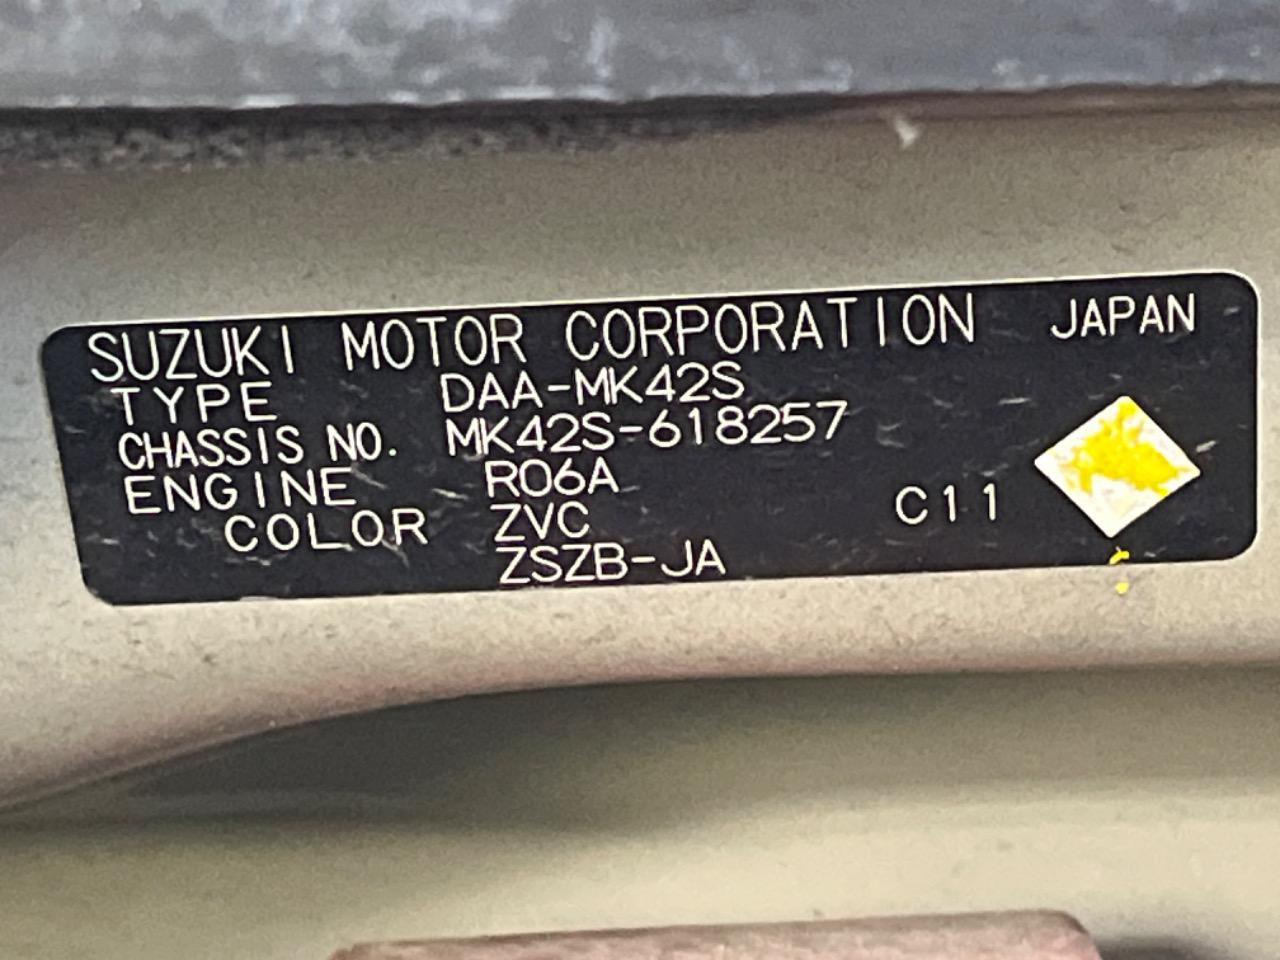 SUZUKI MOTOR CORPORATION JAPAN
TYPE DAA-MK42S
CHASSIS NO. MK42S-618257
ENGINE R06A
COLOR ZVC C11
ZSZB-JA